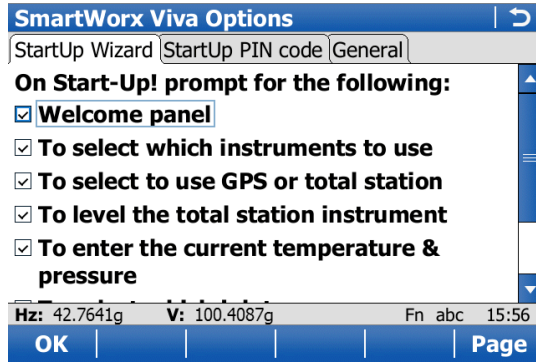 SmartWorx Viva Options
StartUp Wizard StartUp PIN code General
On Start-Up! prompt for the following:
Welcome panel
To select which instruments to use
To select to use GPS or total station
To level the total station instrument
To enter the current temperature &
pressure
Hz: 42.7641g V: 100.4087g Fn abc 15:56
OK Page